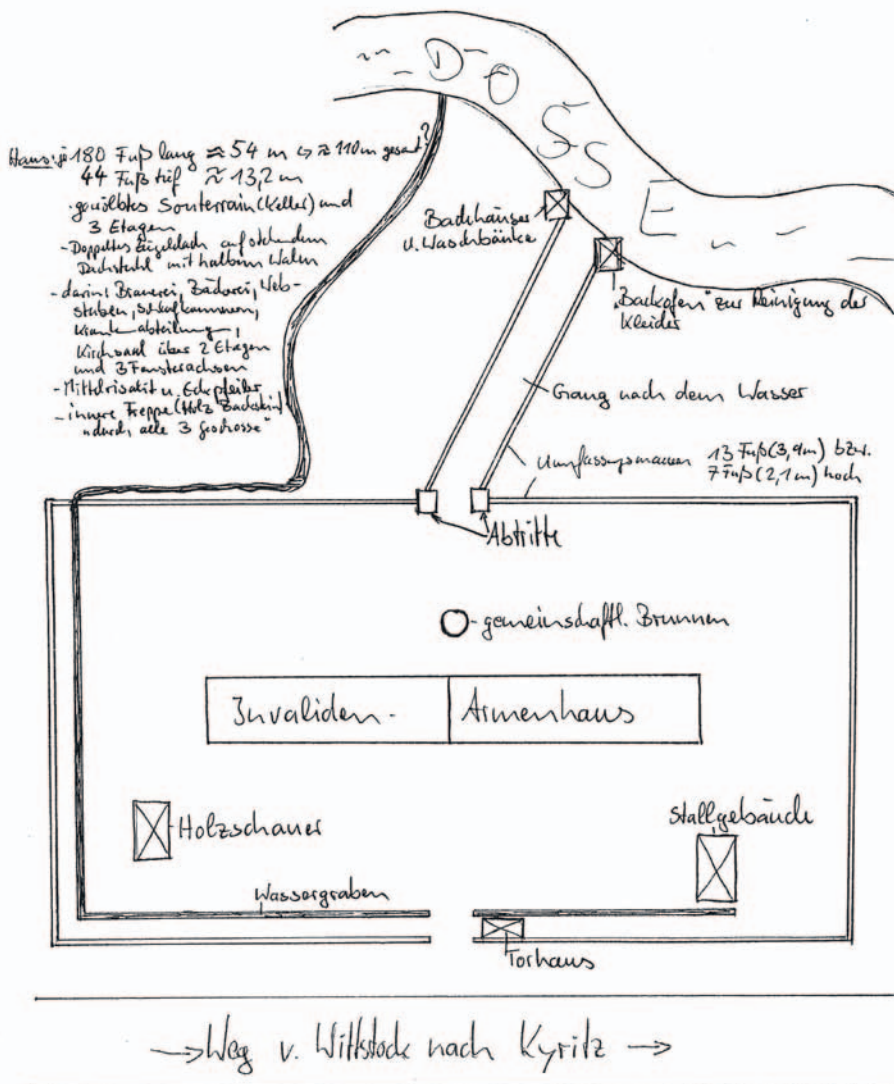 D O S S E
Haus: je 180 Fuß lang ≈ 54 m ↪ ≈ 110 m gesamt?
44 Fuß tief ≈ 13,2 m
- gewölbtes Souterrain (Keller) und
3 Etagen
- Doppeltes Ziegeldach auf stehendem
Dachstuhl mit halbem Walm
- darin: Brauerei, Bäckerei, Web-
stuben, Schlafkammern,
Krankenabteilung,
Kirchsaal über 2 Etagen
und 3 Fensterachsen
- Mittelrisalit u. Eckpfeiler
- innere Treppe (Holz Backstein)
"durch alle 3 Geschosse"
Badehäuser
u. Waschbänke
"Backofen" zur Reinigung der
Kleider
Gang nach dem Wasser
Umfassungsmauern 13 Fuß (3,9m) bzw.
7 Fuß (2,1m) hoch
Abtritte
gemeinschaftl. Brunnen
Invaliden-
Armenhaus
Holzschauer
Stallgebäude
Wassergraben
Torhaus
→ Weg v. Wittstock nach Kyritz →